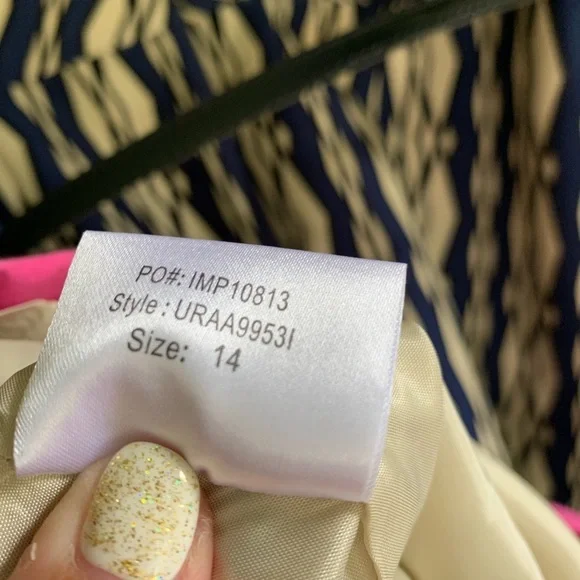 PO#: IMP10813
Style : URAA9953I
Size: 14